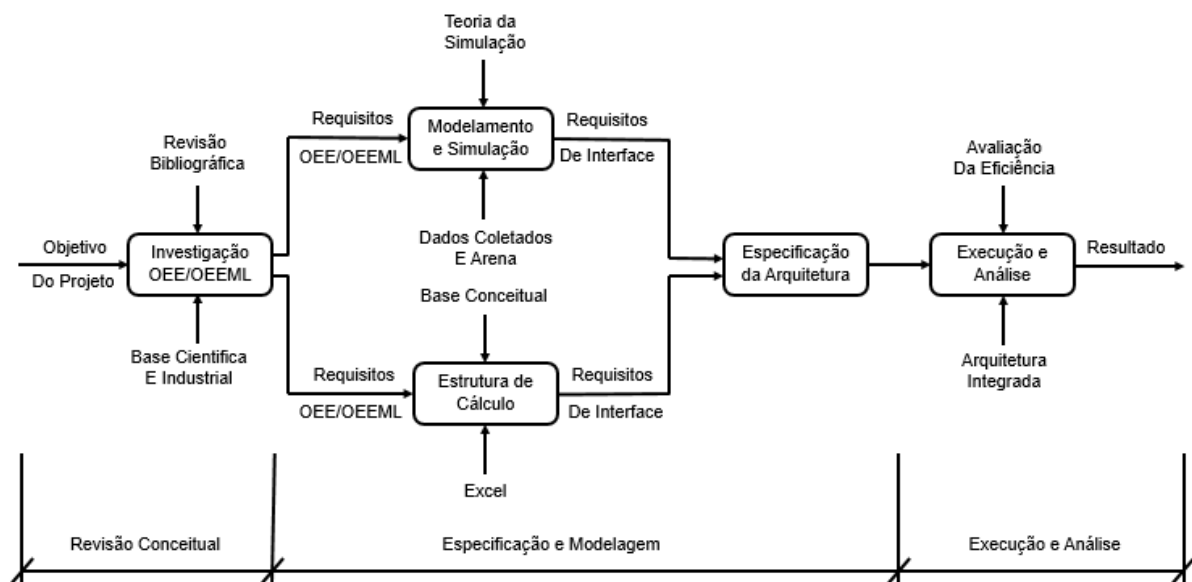 Teoria da
Simulação
Revisão
Bibliográfica
Requisitos
OEE/OEEML
Modelamento
e Simulação
Requisitos
De Interface
Avaliação
Da Eficiência
Objetivo
Do Projeto
Investigação
OEE/OEEML
Dados Coletados
E Arena
Especificação
da Arquitetura
Execução e
Análise
Resultado
Base Cientifica
E Industrial
Base Conceitual
Requisitos
OEE/OEEML
Estrutura de
Cálculo
Requisitos
De Interface
Arquitetura
Integrada
Excel
Revisão Conceitual
Especificação e Modelagem
Execução e Análise